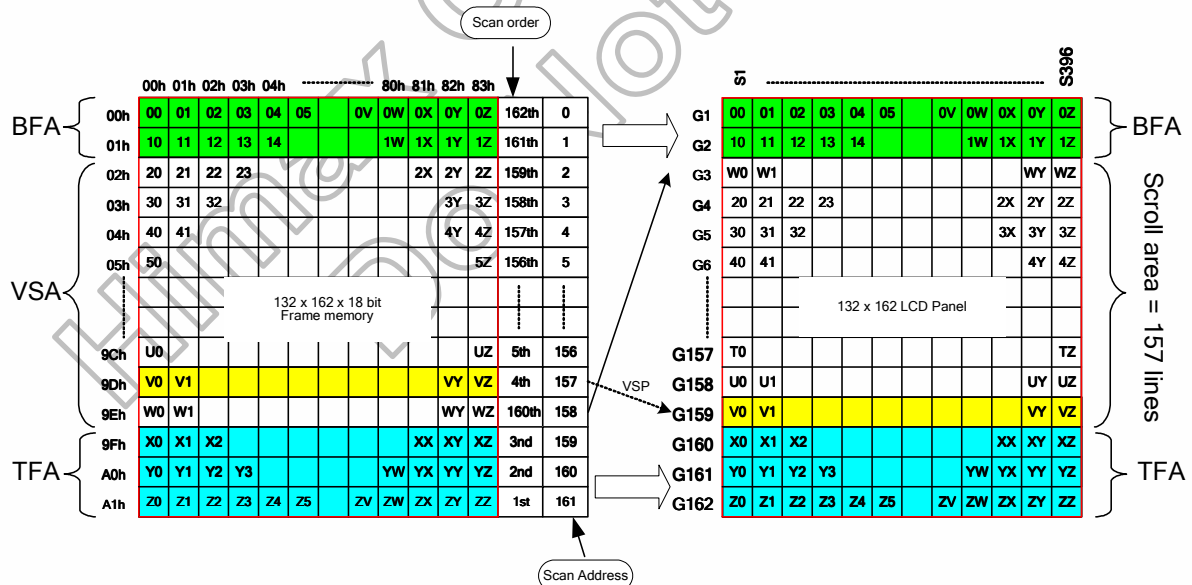 Scan order
00h 01h 02h 03h 04h 80h 81h 82h 83h
S1 S396
BFA
00h 00 01 02 03 04 05 0V 0W 0X 0Y 0Z 162th 0
01h 10 11 12 13 14 1W 1X 1Y 1Z 161th 1
VSA
02h 20 21 22 23 2X 2Y 2Z 159th 2
03h 30 31 32 3Y 3Z 158th 3
04h 40 41 4Y 4Z 157th 4
05h 50 5Z 156th 5
132 x 162 x 18 bit
Frame memory
9Ch U0 UZ 5th 156
9Dh V0 V1 VY VZ 4th 157
9Eh W0 W1 WY WZ 160th 158
TFA
9Fh X0 X1 X2 XX XY XZ 3nd 159
A0h Y0 Y1 Y2 Y3 YW YX YY YZ 2nd 160
A1h Z0 Z1 Z2 Z3 Z4 Z5 ZV ZW ZX ZY ZZ 1st 161
Scan Address
VSP
G1 00 01 02 03 04 05 0V 0W 0X 0Y 0Z
G2 10 11 12 13 14 1W 1X 1Y 1Z
BFA
G3 W0 W1 WY WZ
G4 20 21 22 23 2X 2Y 2Z
G5 30 31 32 3X 3Y 3Z
G6 40 41 4Y 4Z
132 x 162 LCD Panel
G157 T0 TZ
G158 U0 U1 UY UZ
G159 V0 V1 VY VZ
Scroll area = 157 lines
G160 X0 X1 X2 XX XY XZ
G161 Y0 Y1 Y2 Y3 YW YX YY YZ
G162 Z0 Z1 Z2 Z3 Z4 Z5 ZV ZW ZX ZY ZZ
TFA
Himax
Do Not